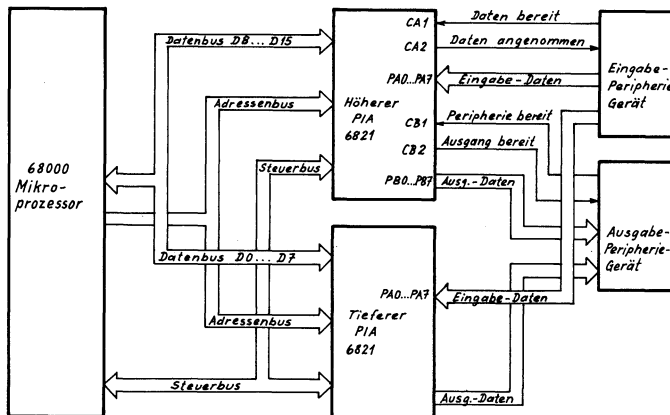 68000
Mikro-
prozessor
Datenbus D8... D15
Adressenbus
Steuerbus
Datenbus D0... D7
Adressenbus
Steuerbus
CA1
CA2
PA0...PA7
Höherer
PIA
6821
CB1
CB2
PB0...PB7
PA0...PA7
Tieferer
PIA
6821
Daten bereit
Daten angenommen
Eingabe-Daten
Peripherie bereit
Ausgang bereit
Ausg.-Daten
Eingabe-Daten
Ausg.-Daten
Eingabe-
Peripherie
Gerät
Ausgabe-
Peripherie-
Gerät